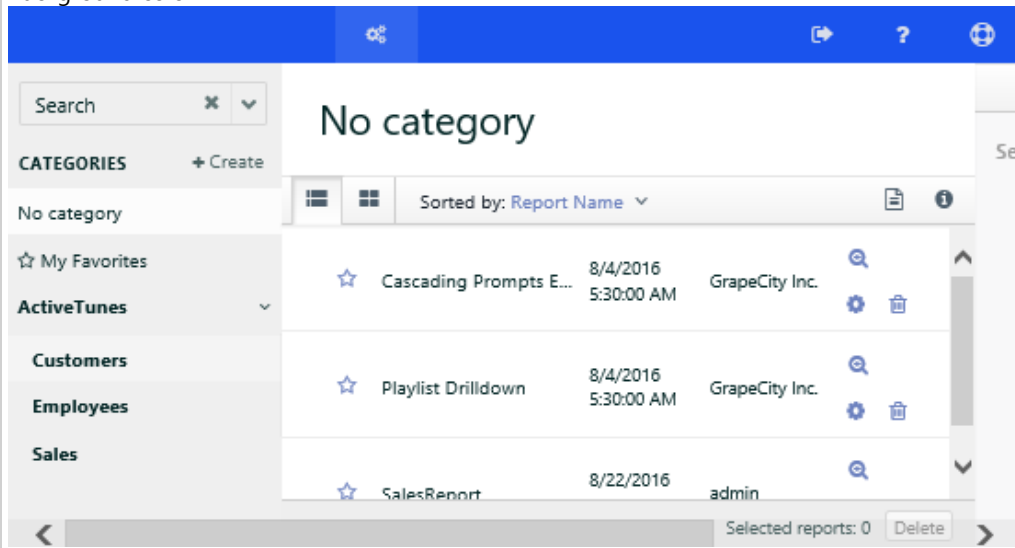 Search
CATEGORIES + Create
No category
My Favorites
ActiveTunes
Customers
Employees
Sales
No category
Sorted by: Report Name
Cascading Prompts E... 8/4/2016 5:30:00 AM GrapeCity Inc.
Playlist Drilldown 8/4/2016 5:30:00 AM GrapeCity Inc.
SalesReport 8/22/2016 admin
Selected reports: 0 Delete
Se